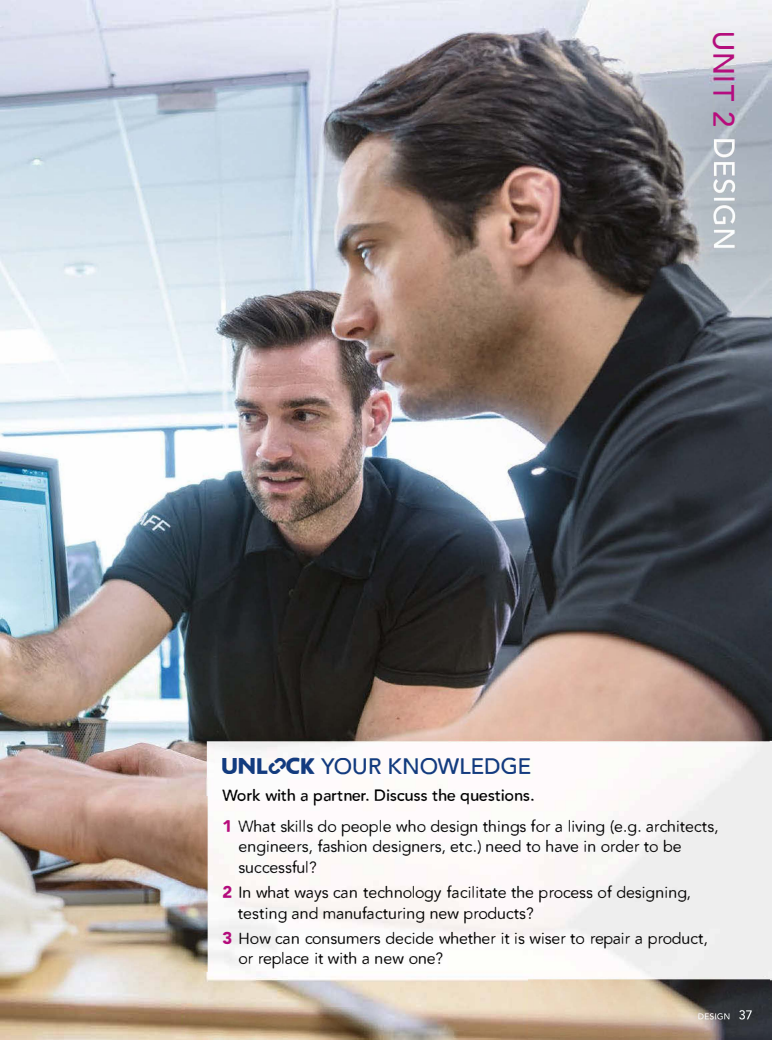 UNIT 2 DESIGN
AFF
UNLOCK YOUR KNOWLEDGE
Work with a partner. Discuss the questions.
1 What skills do people who design things for a living (e.g. architects,
engineers, fashion designers, etc.) need to have in order to be
successful?
2 In what ways can technology facilitate the process of designing,
testing and manufacturing new products?
3 How can consumers decide whether it is wiser to repair a product,
or replace it with a new one?
DESIGN 37